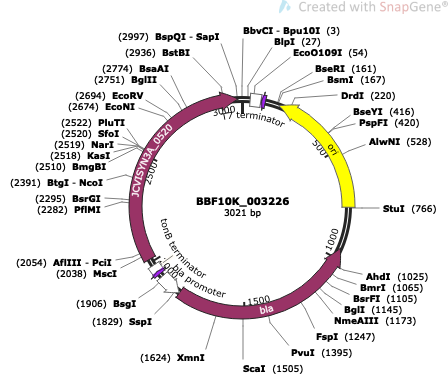 Created with SnapGene®
(2997) BspQI - SapI
(2936) BstBI
(2774) BsaAI
(2751) BglII
(2694) EcoRV
(2674) EcoNI
(2522) PluTI
(2520) SfoI
(2519) NarI
(2518) KasI
(2510) BmgBI
(2391) BtgI - NcoI
(2295) BsrGI
(2282) PflMI
(2054) AflIII - PciI
(2038) MscI
(1906) BsgI
(1829) SspI
(1624) XmnI
BbvCI - Bpu10I (3)
BlpI (27)
EcoO109I (54)
BseRI (161)
BsmI (167)
DrdI (220)
BseYI (416)
PspFI (420)
AlwNI (528)
StuI (766)
AhdI (1025)
BmrI (1065)
BsrFI (1105)
BglI (1145)
NmeAIII (1173)
FspI (1247)
PvuI (1395)
ScaI (1505)
3000
T7 terminator
500
ori
1000
1500
bla
bla promoter
tonB terminator
2500
JCVISYN3A_0520
BBF10K_003226
3021 bp